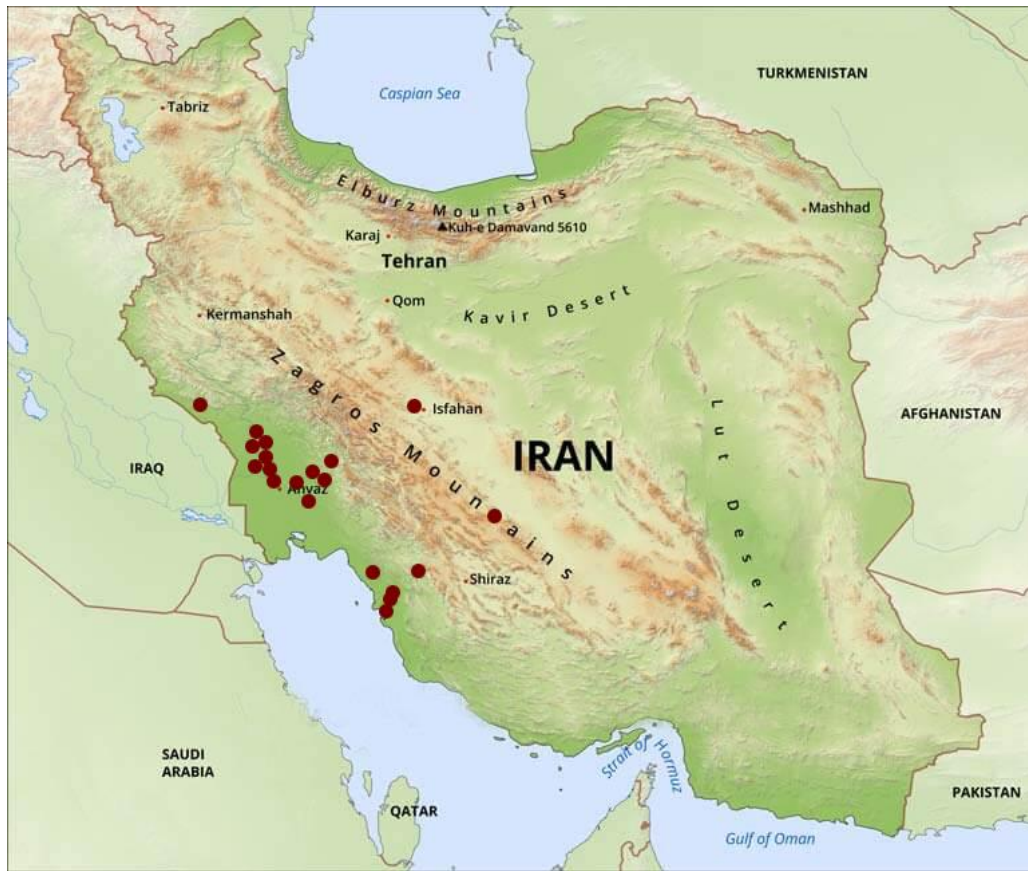 TURKMENISTAN
Caspian Sea
Tabriz
Elburz Mountains
Mashhad
Kuh-e Damavand 5610
Karaj
Tehran
Qom
Kavir Desert
Kermanshah
Zagros Mountains
Isfahan
Lut Desert
AFGHANISTAN
IRAN
IRAQ
Ahvaz
Shiraz
SAUDI
ARABIA
Strait of Hormuz
QATAR
PAKISTAN
Gulf of Oman